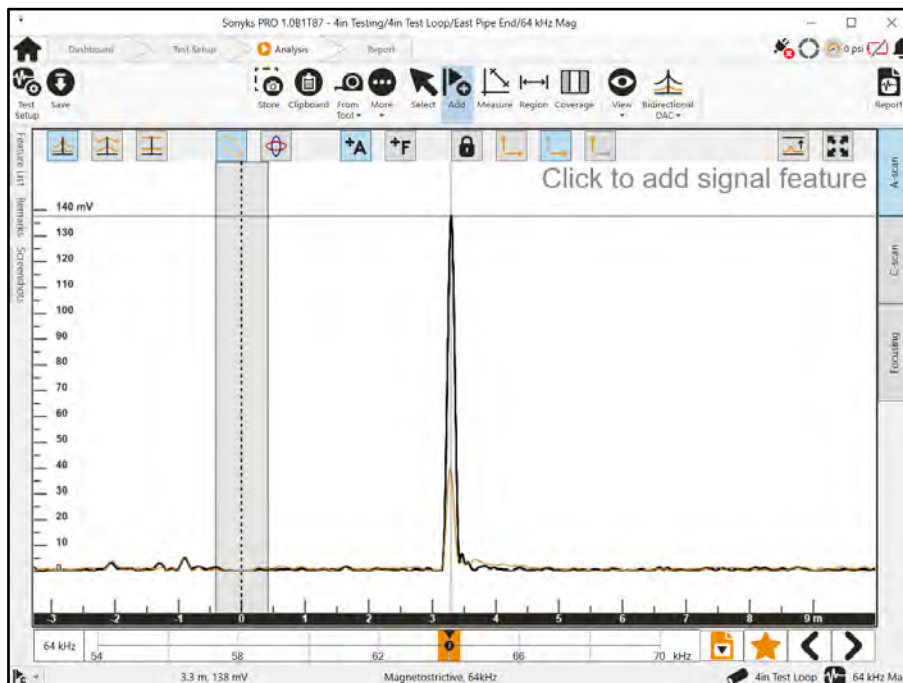 Sonyks PRO 1.0B1T87 - 4in Testing/4in Test Loop/East Pipe End/64 kHz Mag
Dashboard Test Setup Analysis Report
0 psi
Test Setup Save Store Clipboard From Tool More Select Add Measure Region Coverage View Bidirectional DAC Report
Feature List
Remarks
Screenshots
+A +F
Click to add signal feature
A-scan
C-scan
Focusing
140 mV
130
120
110
100
90
80
70
60
50
40
30
20
10
0
-3 -2 -1 0 1 2 3 4 5 6 7 8 9 m
64 kHz 54 58 62 66 70 kHz
3.3 m, 138 mV Magnetostrictive, 64kHz 4in Test Loop 64 kHz Ma